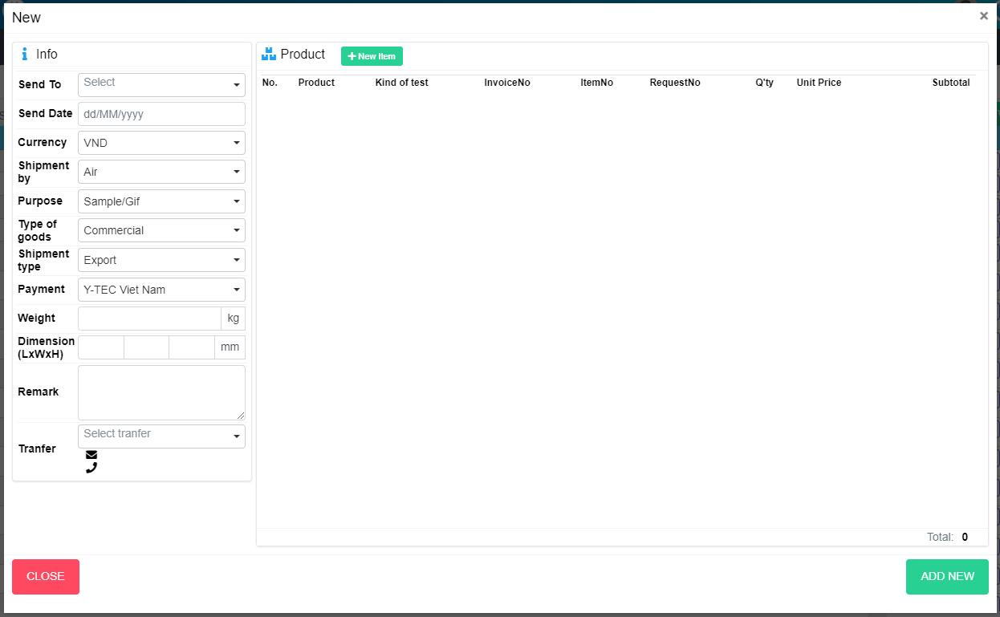 New
×
Info
Send To Select
Send Date dd/MM/yyyy
Currency VND
Shipment
by Air
Purpose Sample/Gif
Type of
goods Commercial
Shipment
type Export
Payment Y-TEC Viet Nam
Weight kg
Dimension
(LxWxH) mm
Remark
Tranfer Select tranfer
Product + New Item
No. Product Kind of test InvoiceNo ItemNo RequestNo Q'ty Unit Price Subtotal
Total: 0
CLOSE
ADD NEW